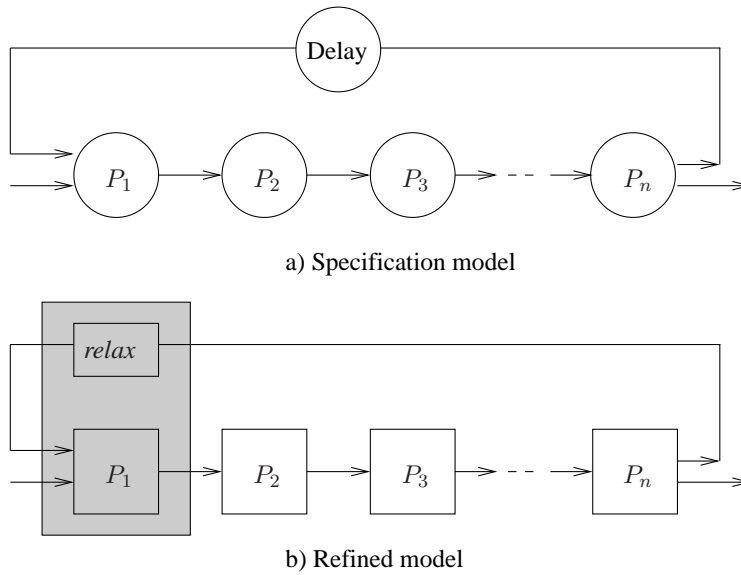 Delay
P₁ P₂ P₃ Pₙ
a) Specification model
relax
P₁ P₂ P₃ Pₙ
b) Refined model